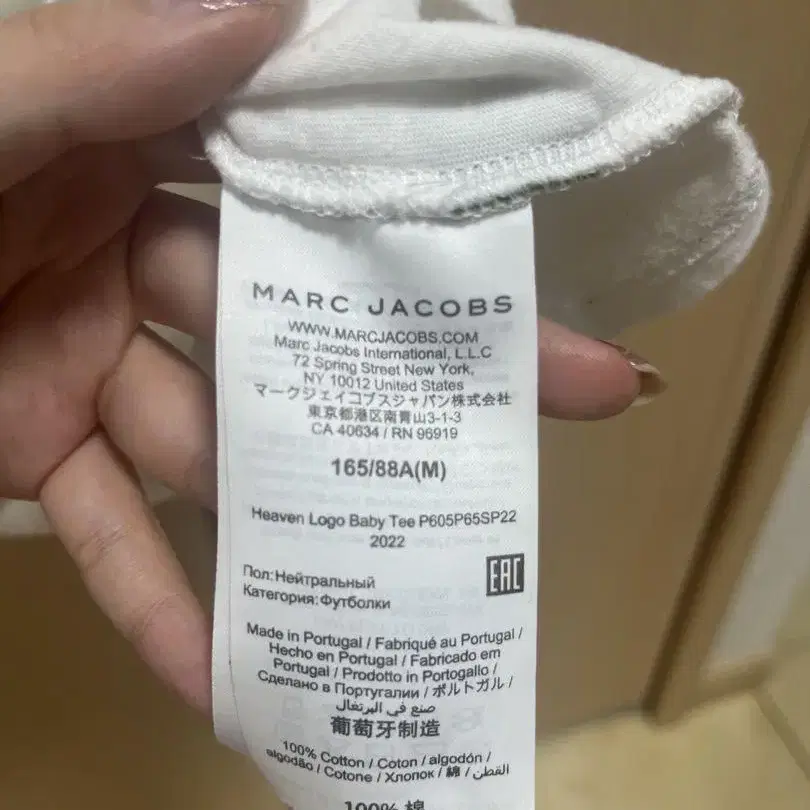 MARC JACOBS
WWW.MARCJACOBS.COM
Marc Jacobs International, L.L.C
72 Spring Street New York,
NY 10012 United States
マークジェイコブスジャパン株式会社
東京都港区南青山3-1-3
CA 40634 / RN 96919
165/88A(M)
Heaven Logo Baby Tee P605P65SP22
2022
EAC
Пол:Нейтральный
Категория:Футболки
Made in Portugal / Fabriqué au Portugal /
Hecho en Portugal / Fabricado em
Portugal / Prodotto in Portogallo /
Сделано в Португалии / ポルトガル /
صنع في البرتغال
葡萄牙制造
100% Cotton / Coton / algodón /
algodão / Cotone / Хлопок / 綿 / القطن/
100% 棉